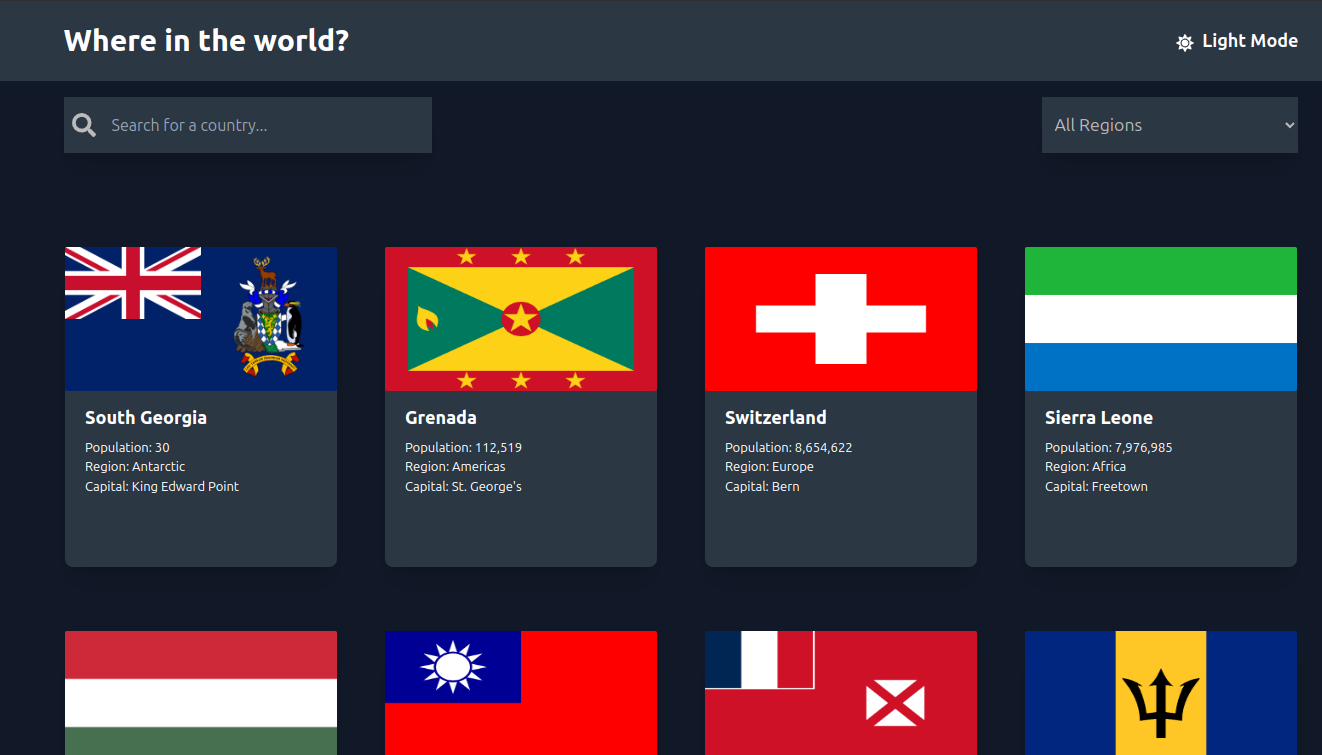 Where in the world?
Light Mode
Search for a country...
All Regions
South Georgia
Population: 30
Region: Antarctic
Capital: King Edward Point
Grenada
Population: 112,519
Region: Americas
Capital: St. George's
Switzerland
Population: 8,654,622
Region: Europe
Capital: Bern
Sierra Leone
Population: 7,976,985
Region: Africa
Capital: Freetown